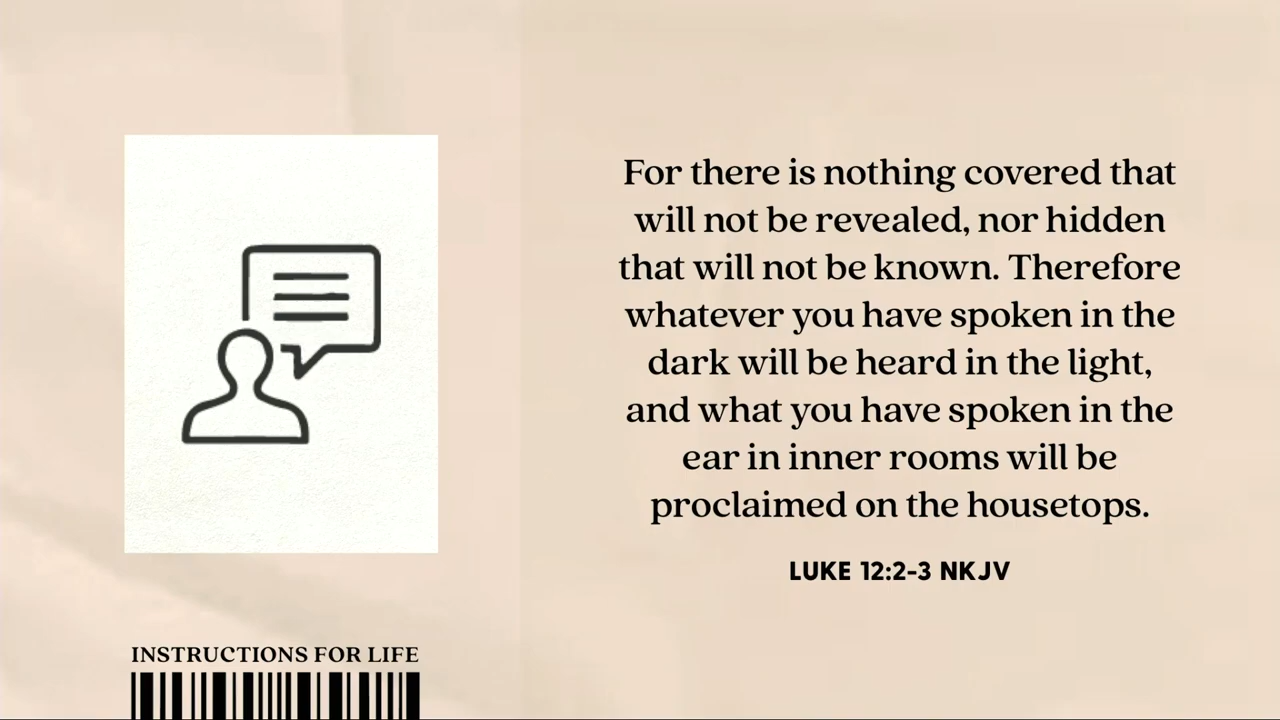 For there is nothing covered that
will not be revealed, nor hidden
that will not be known. Therefore
whatever you have spoken in the
dark will be heard in the light,
and what you have spoken in the
ear in inner rooms will be
proclaimed on the housetops.
LUKE 12:2-3 NKJV
INSTRUCTIONS FOR LIFE